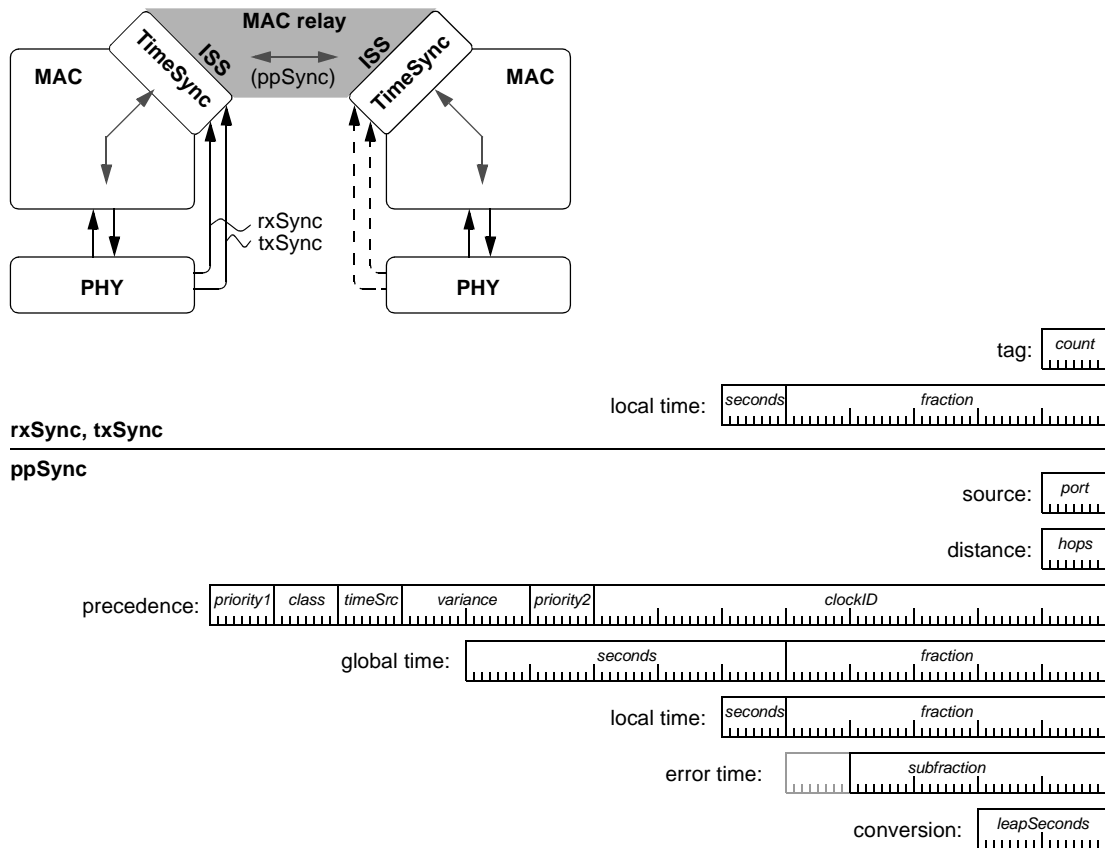 MAC relay
TimeSync
ISS
(ppSync)
ISS
TimeSync
MAC
MAC
rxSync
txSync
PHY
PHY
tag: count
local time: seconds fraction
rxSync, txSync
ppSync
source: port
distance: hops
precedence: priority1 class timeSrc variance priority2 clockID
global time: seconds fraction
local time: seconds fraction
error time: subfraction
conversion: leapSeconds